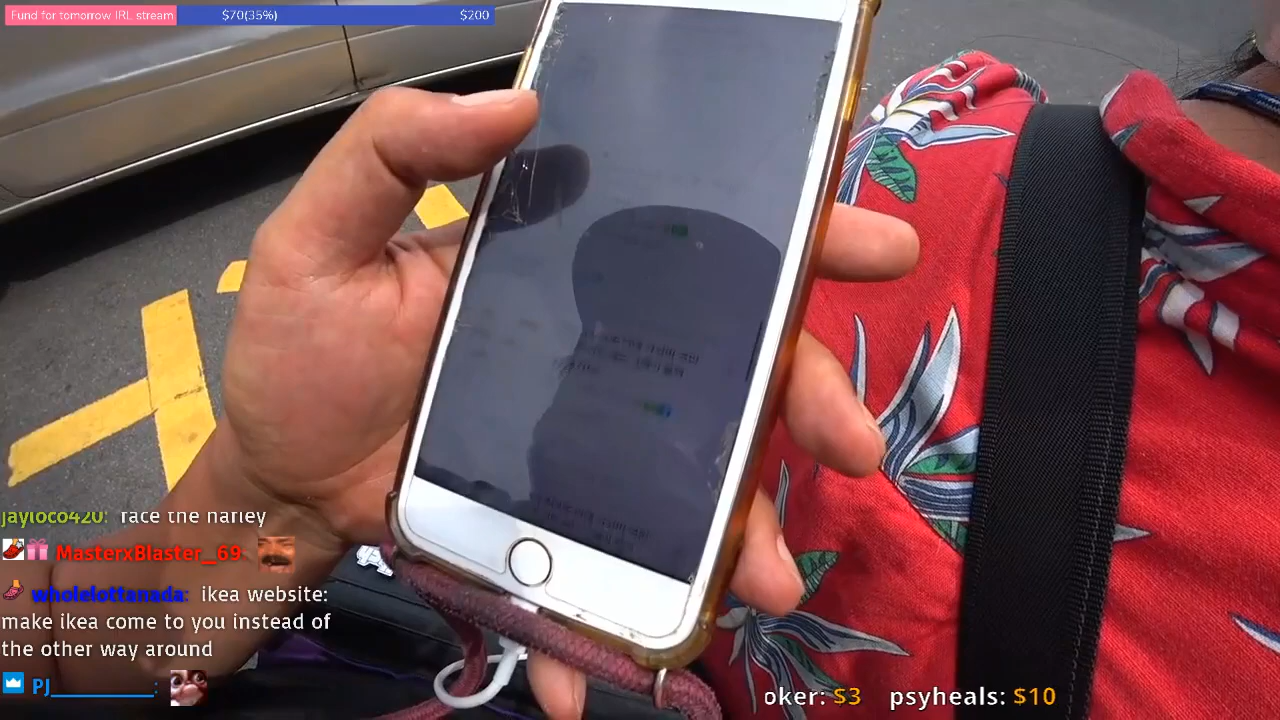 Fund for tomorrow IRL stream $70(35%) $200
jayloco420: race the harley
MasterxBlaster_69
wholelottanada: ikea website:
make ikea come to you instead of
the other way around
PJ__________:
oker: $3 psyheals: $10